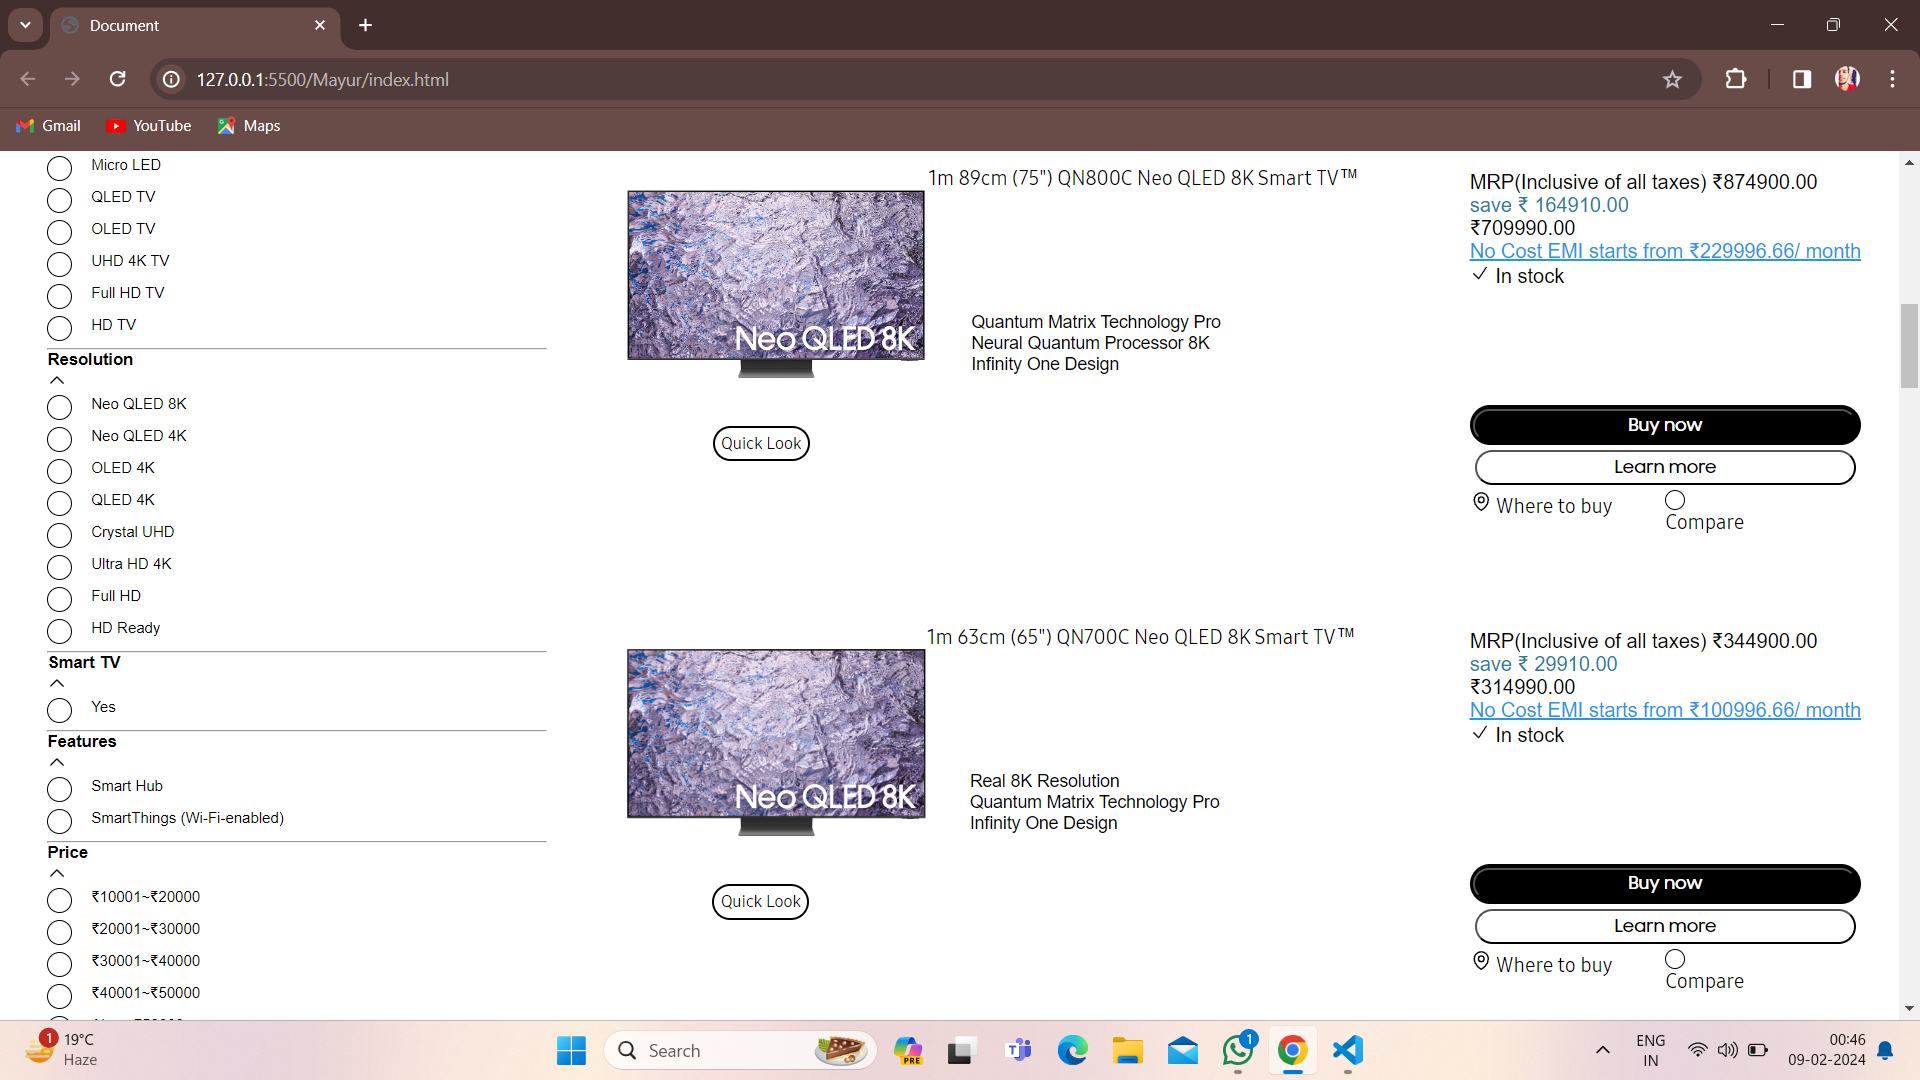 Document
127.0.0.1:5500/Mayur/index.html
Gmail
YouTube
Maps
Micro LED
QLED TV
OLED TV
UHD 4K TV
Full HD TV
HD TV
Resolution
Neo QLED 8K
Neo QLED 4K
OLED 4K
QLED 4K
Crystal UHD
Ultra HD 4K
Full HD
HD Ready
Smart TV
Yes
Features
Smart Hub
SmartThings (Wi-Fi-enabled)
Price
₹10001~₹20000
₹20001~₹30000
₹30001~₹40000
₹40001~₹50000
1m 89cm (75") QN800C Neo QLED 8K Smart TV™
Neo QLED 8K
Quantum Matrix Technology Pro
Neural Quantum Processor 8K
Infinity One Design
Quick Look
MRP(Inclusive of all taxes) ₹874900.00
save ₹ 164910.00
₹709990.00
No Cost EMI starts from ₹229996.66/ month
In stock
Buy now
Learn more
Where to buy
Compare
1m 63cm (65") QN700C Neo QLED 8K Smart TV™
Neo QLED 8K
Real 8K Resolution
Quantum Matrix Technology Pro
Infinity One Design
Quick Look
MRP(Inclusive of all taxes) ₹344900.00
save ₹ 29910.00
₹314990.00
No Cost EMI starts from ₹100996.66/ month
In stock
Buy now
Learn more
Where to buy
Compare
1
19°C
Haze
Search
PRE
1
ENG
IN
00:46
09-02-2024